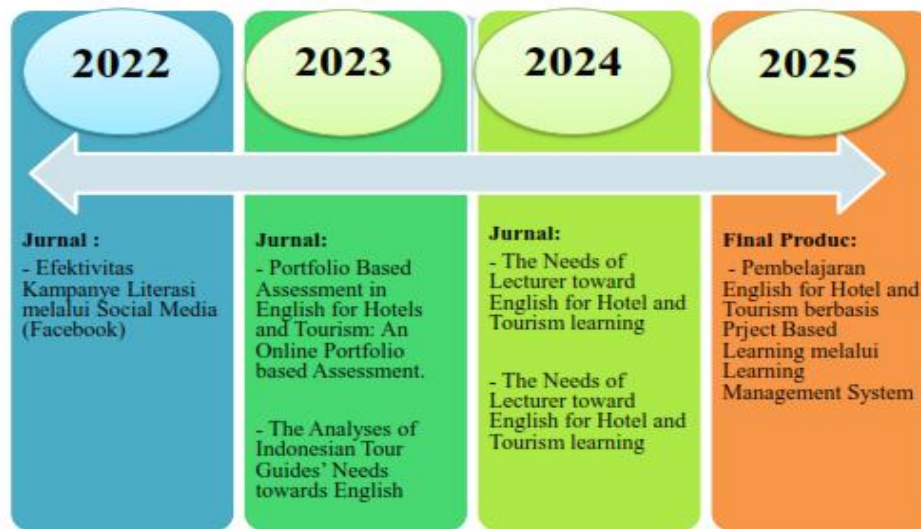 2022
2023
2024
2025
Jurnal :
- Efektivitas
Kampanye Literasi
melalui Social Media
(Facebook)
Jurnal:
- Portfolio Based
Assessment in
English for Hotels
and Tourism: An
Online Portfolio
based Assessment.
- The Analyses of
Indonesian Tour
Guides’ Needs
towards English
Jurnal:
- The Needs of
Lecturer toward
English for Hotel and
Tourism learning
- The Needs of
Lecturer toward
English for Hotel and
Tourism learning
Final Produc:
- Pembelajaran
English for Hotel and
Tourism berbasis
Prject Based
Learning melalui
Learning
Management System